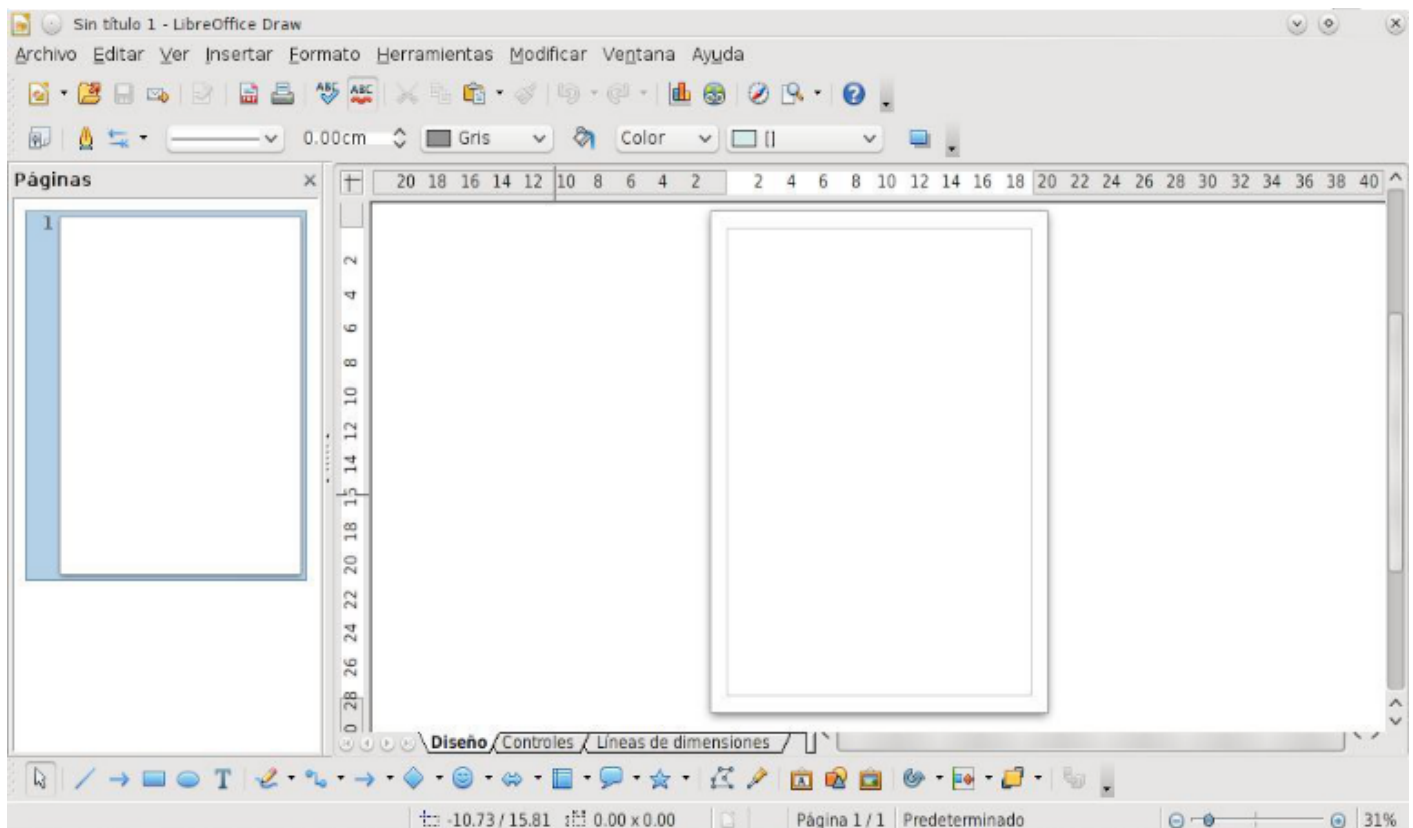 Sin título 1 - LibreOffice Draw
Archivo Editar Ver Insertar Formato Herramientas Modificar Ventana Ayuda
ABC ABC
0.00cm Gris Color []
Páginas
20 18 16 14 12 10 8 6 4 2 2 4 6 8 10 12 14 16 18 20 22 24 26 28 30 32 34 36 38 40
1
2
4
6
8
10
12
14
18
20
22
24
26
28
Diseño Controles Líneas de dimensiones
T A
-10.73 / 15.81 0.00 x 0.00 Página 1 / 1 Predeterminado 31%